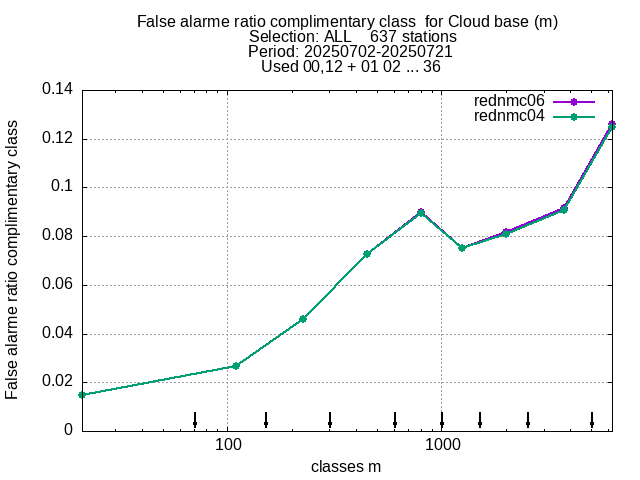 False alarme ratio complimentary class  for Cloud base (m)
Selection: ALL    637 stations
Period: 20250702-20250721
Used 00,12 + 01 02 ... 36
rednmc06
rednmc04
False alarme ratio complimentary class
0.14
0.12
0.1
0.08
0.06
0.04
0.02
0
100
1000
classes m